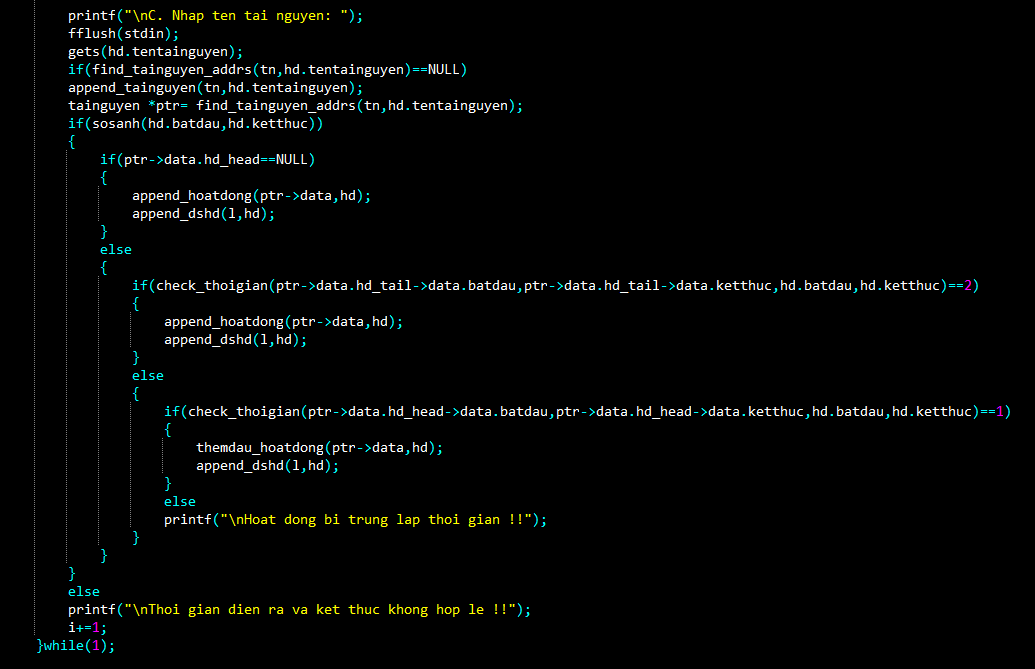 printf("\nC. Nhap ten tai nguyen: ");
fflush(stdin);
gets(hd.tentainguyen);
if(find_tainguyen_addrs(tn,hd.tentainguyen)==NULL)
append_tainguyen(tn,hd.tentainguyen);
tainguyen *ptr= find_tainguyen_addrs(tn,hd.tentainguyen);
if(sosanh(hd.batdau,hd.ketthuc))
{
if(ptr->data.hd_head==NULL)
{
append_hoatdong(ptr->data,hd);
append_dshd(l,hd);
}
else
{
if(check_thoigian(ptr->data.hd_tail->data.batdau,ptr->data.hd_tail->data.ketthuc,hd.batdau,hd.ketthuc)==2)
{
append_hoatdong(ptr->data,hd);
append_dshd(l,hd);
}
else
{
if(check_thoigian(ptr->data.hd_head->data.batdau,ptr->data.hd_head->data.ketthuc,hd.batdau,hd.ketthuc)==1)
{
themdau_hoatdong(ptr->data,hd);
append_dshd(l,hd);
}
else
printf("\nHoat dong bi trung lap thoi gian !!");
}
}
}
else
printf("\nThoi gian dien ra va ket thuc khong hop le !!");
i+=1;
}while(1);